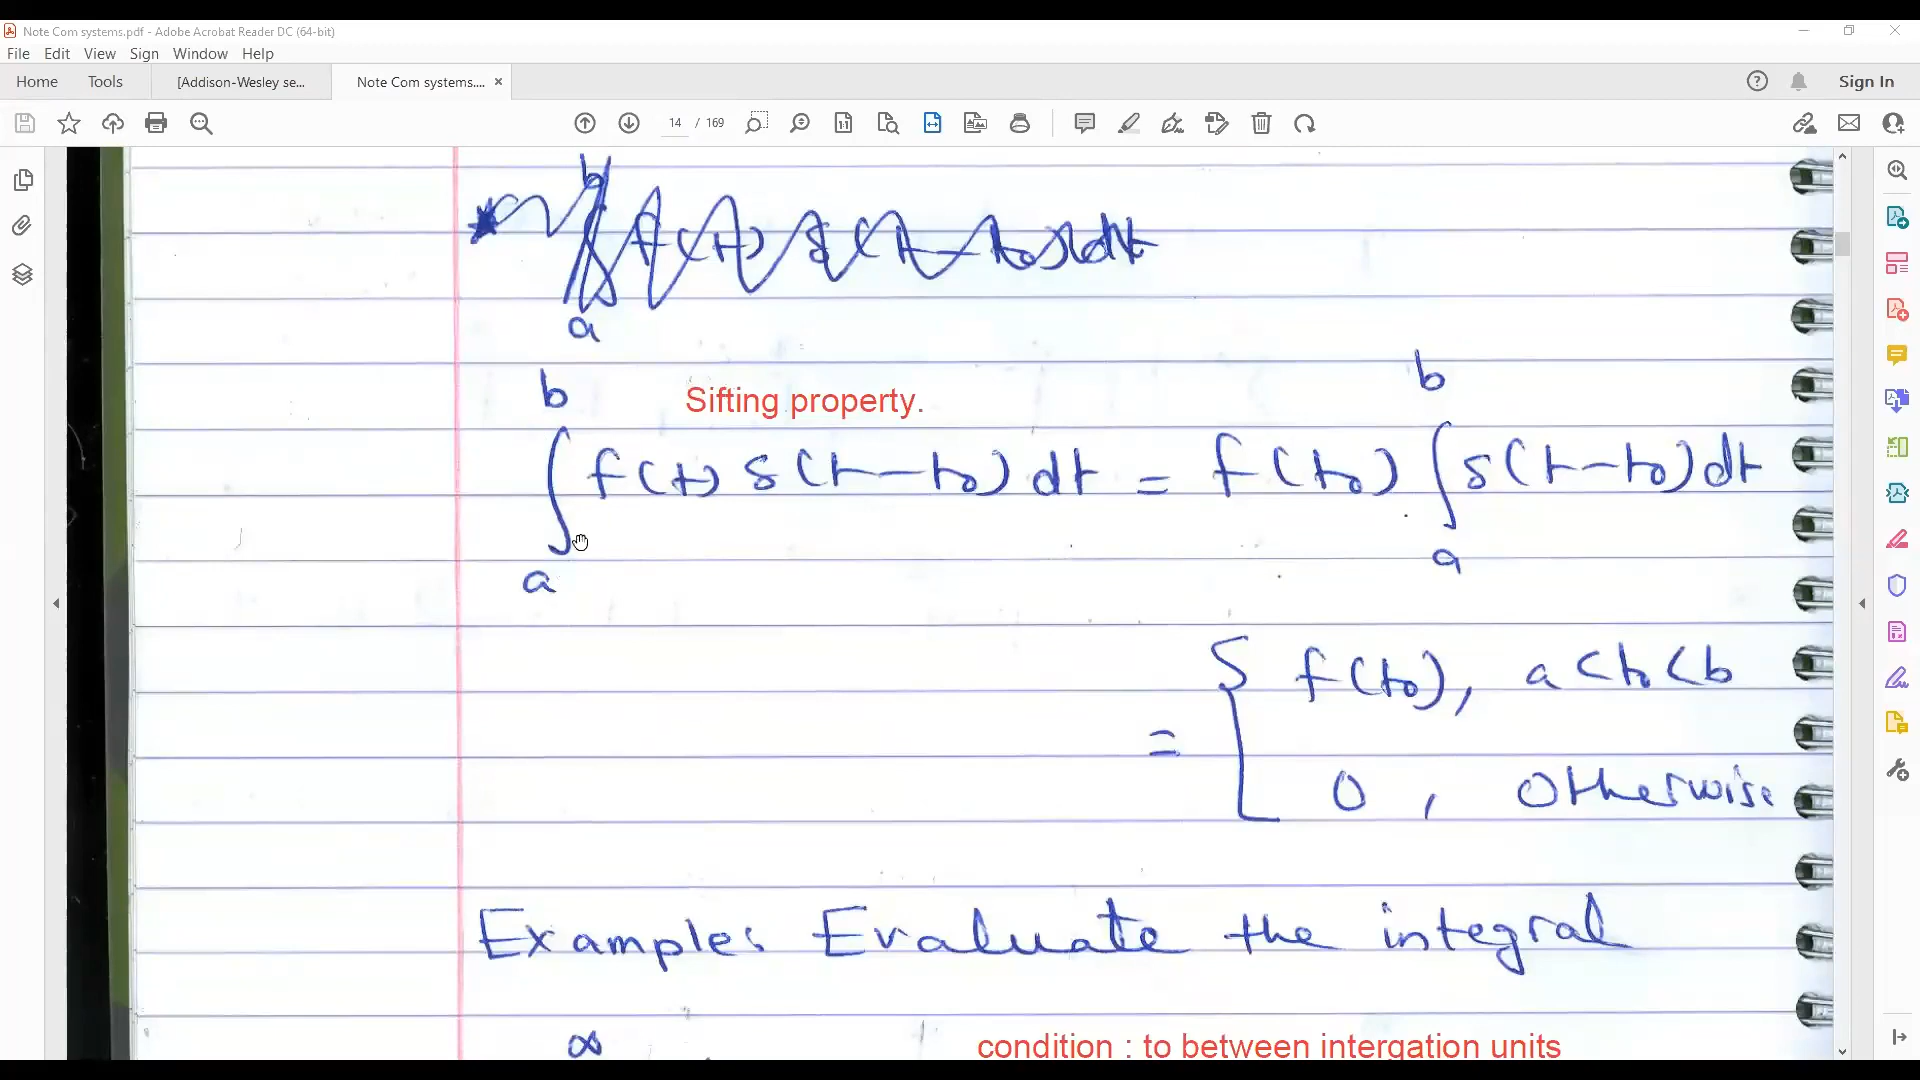 Note Com systems.pdf - Adobe Acrobat Reader DC (64-bit)
File Edit View Sign Window Help
Home Tools [Addison-Wesley se... Note Com systems.... × Sign In
14 / 169
b
∫ f(t) δ(t-t₀) dt
a
Sifting property.
b b
∫ f(t) δ(t-t₀) dt = f(t₀) ∫ δ(t-t₀) dt
a a
= { f(t₀), a < t₀ < b
0 , Otherwise
Examples Evaluate the integral
∞
condition : to between intergation units